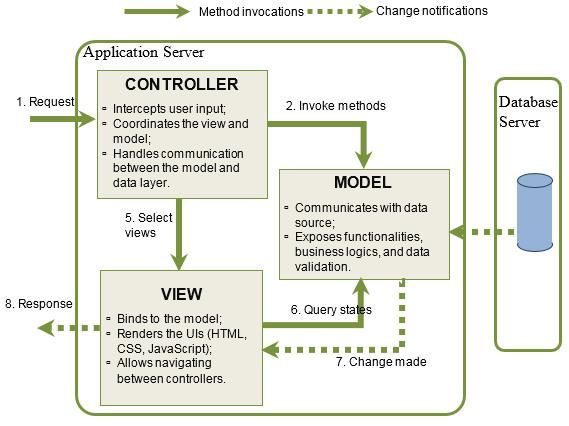 Method invocations
Change notifications
Application Server
CONTROLLER
▫ Intercepts user input;
▫ Coordinates the view and
model;
▫ Handles communication
between the model and
data layer.
1. Request
2. Invoke methods
Database
Server
MODEL
▫ Communicates with data
source;
▫ Exposes functionalities,
business logics, and data
validation.
5. Select
views
VIEW
▫ Binds to the model;
▫ Renders the UIs (HTML,
CSS, JavaScript);
▫ Allows navigating
between controllers.
8. Response
6. Query states
7. Change made